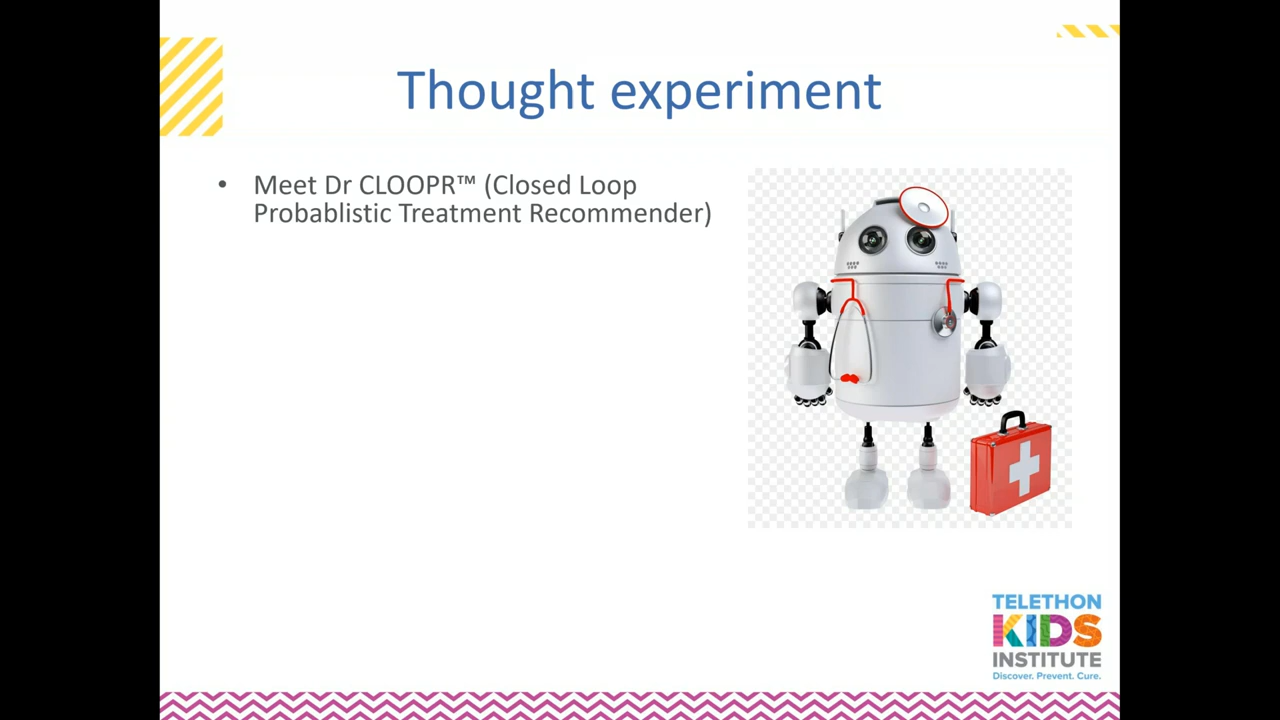 Thought experiment
• Meet Dr CLOOPR™ (Closed Loop
Probablistic Treatment Recommender)
TELETHON
KIDS
INSTITUTE
Discover. Prevent. Cure.